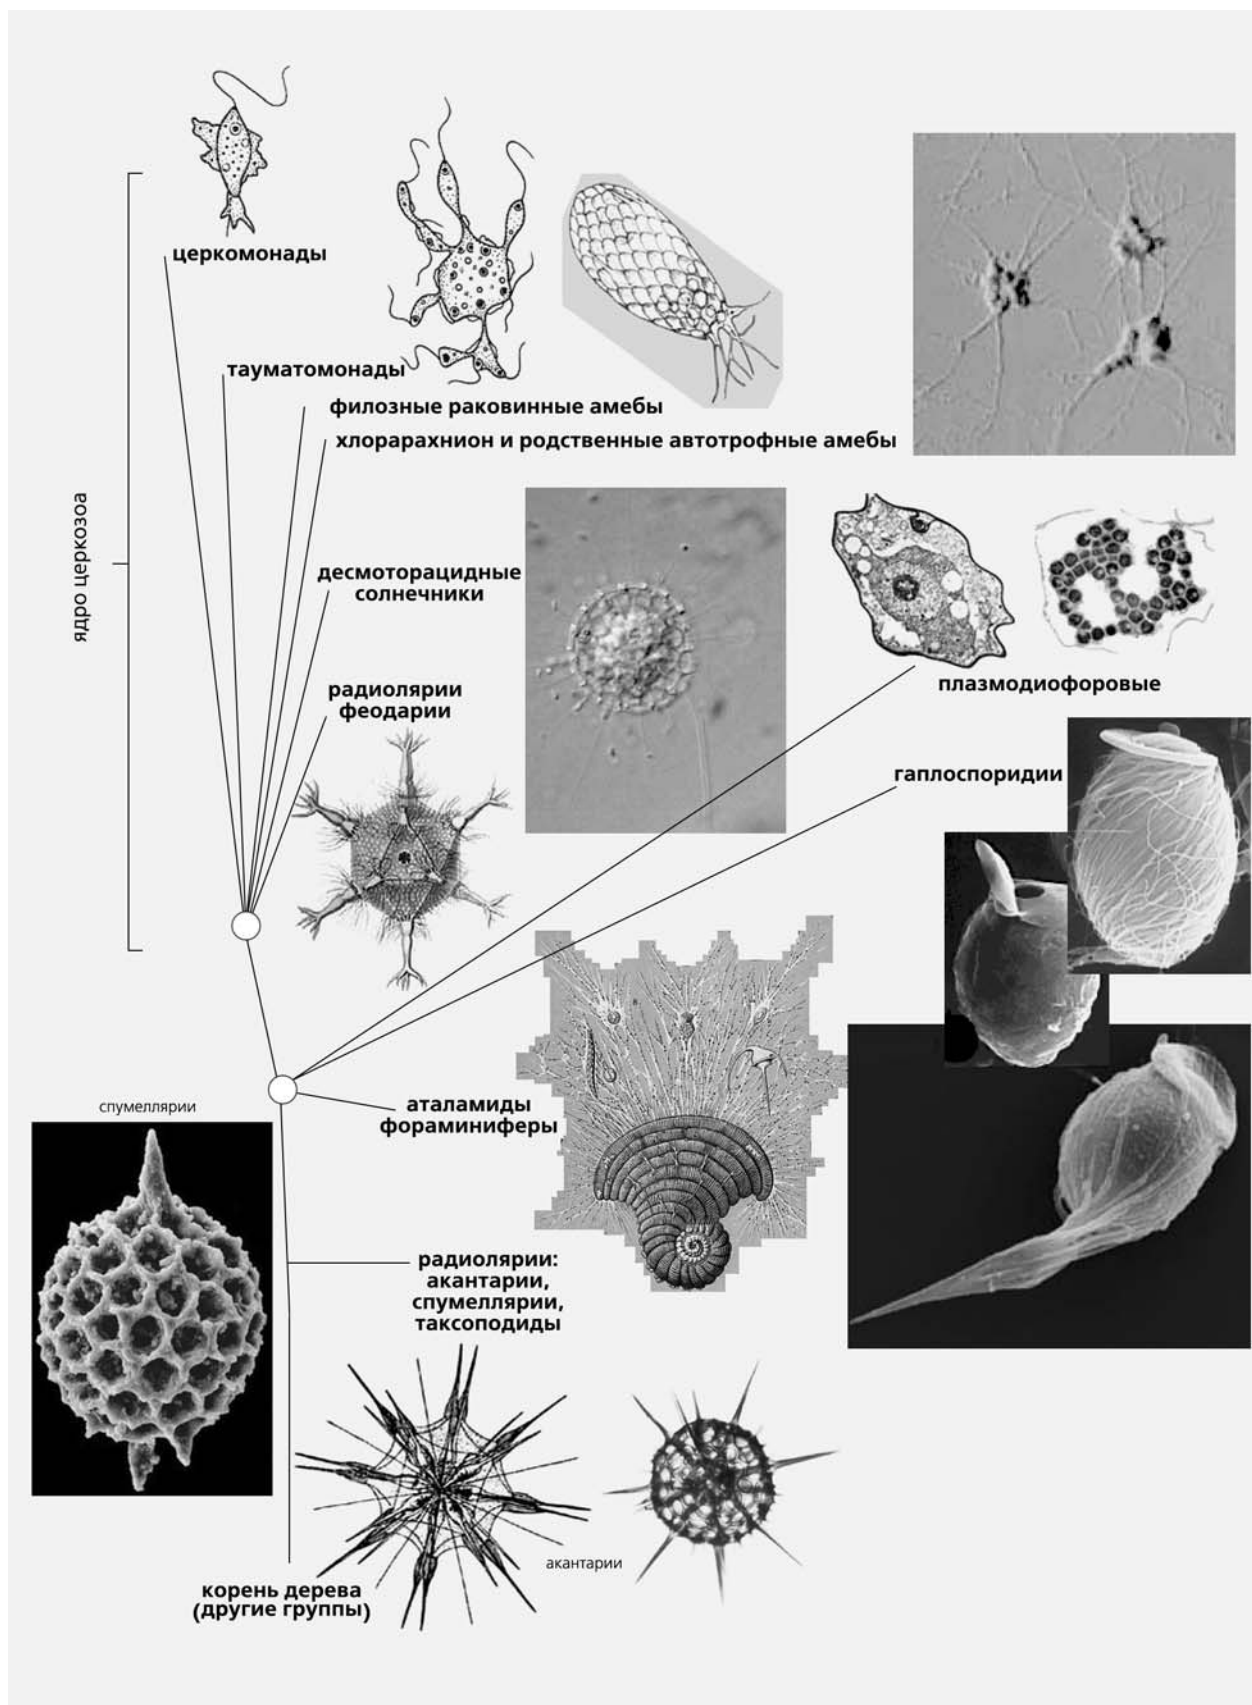 церкомонады
тауматомонады
филозные раковинные амебы
хлорарахнион и родственные автотрофные амебы
ядро церкозоа
десмоторацидные
солнечники
плазмодиофоровые
радиолярии
феодарии
гаплоспоридии
спумеллярии
аталамиды
фораминиферы
радиолярии:
акантарии,
спумеллярии,
таксоподиды
акантарии
корень дерева
(другие группы)